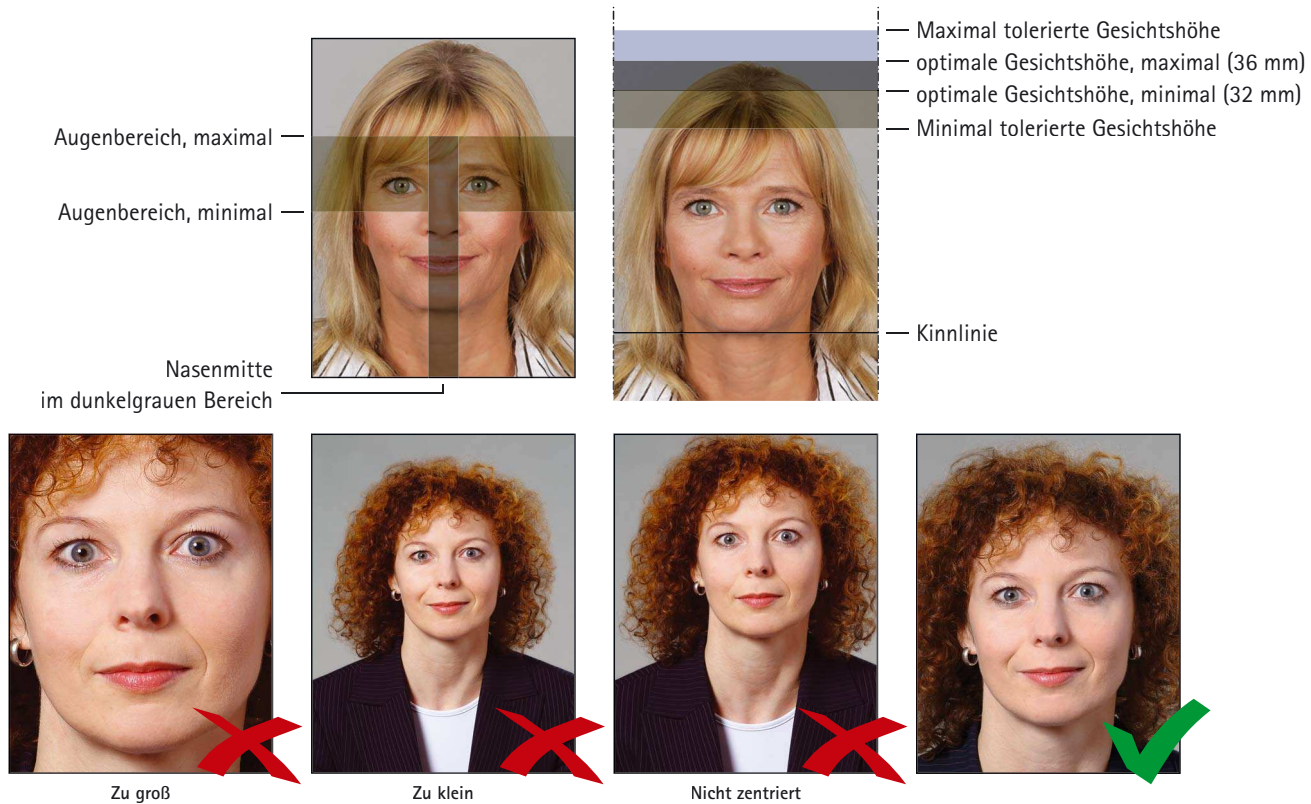 Augenbereich, maximal
Augenbereich, minimal
Nasenmitte
im dunkelgrauen Bereich
Maximal tolerierte Gesichtshöhe
optimale Gesichtshöhe, maximal (36 mm)
optimale Gesichtshöhe, minimal (32 mm)
Minimal tolerierte Gesichtshöhe
Kinnlinie
Zu groß
Zu klein
Nicht zentriert